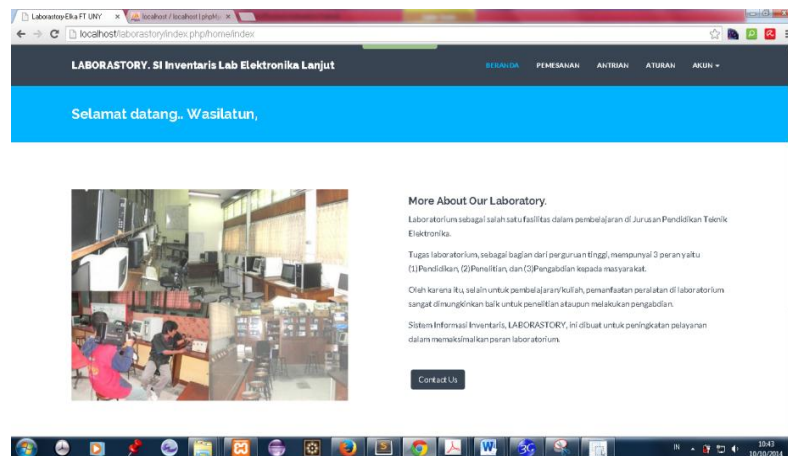 Laborastory-Elka FT UNY
localhost / localhost | phpMy
localhost/laborastory/index.php/home/index
LABORASTORY. SI Inventaris Lab Elektronika Lanjut
BERANDA PEMESANAN ANTRIAN ATURAN AKUN
Selamat datang.. Wasilatun,
More About Our Laboratory.
Laboratorium sebagai salah satu fasilitas dalam pembelajaran di Jurusan Pendidikan Teknik
Elektronika.
Tugas laboratorium, sebagai bagian dari perguruan tinggi, mempunyai 3 peran yaitu
(1)Pendidikan, (2)Penelitian, dan (3)Pengabdian kepada masyarakat.
Oleh karena itu, selain untuk pembelajaran/kuliah, pemanfaatan peralatan di laboratorium
sangat dimungkinkan baik untuk penelitian ataupun melakukan pengabdian.
Sistem Informasi Inventaris, LABORASTORY, ini dibuat untuk peningkatan pelayanan
dalam memaksimalkan peran laboratorium.
Contact Us
IN
10:43
10/10/2014